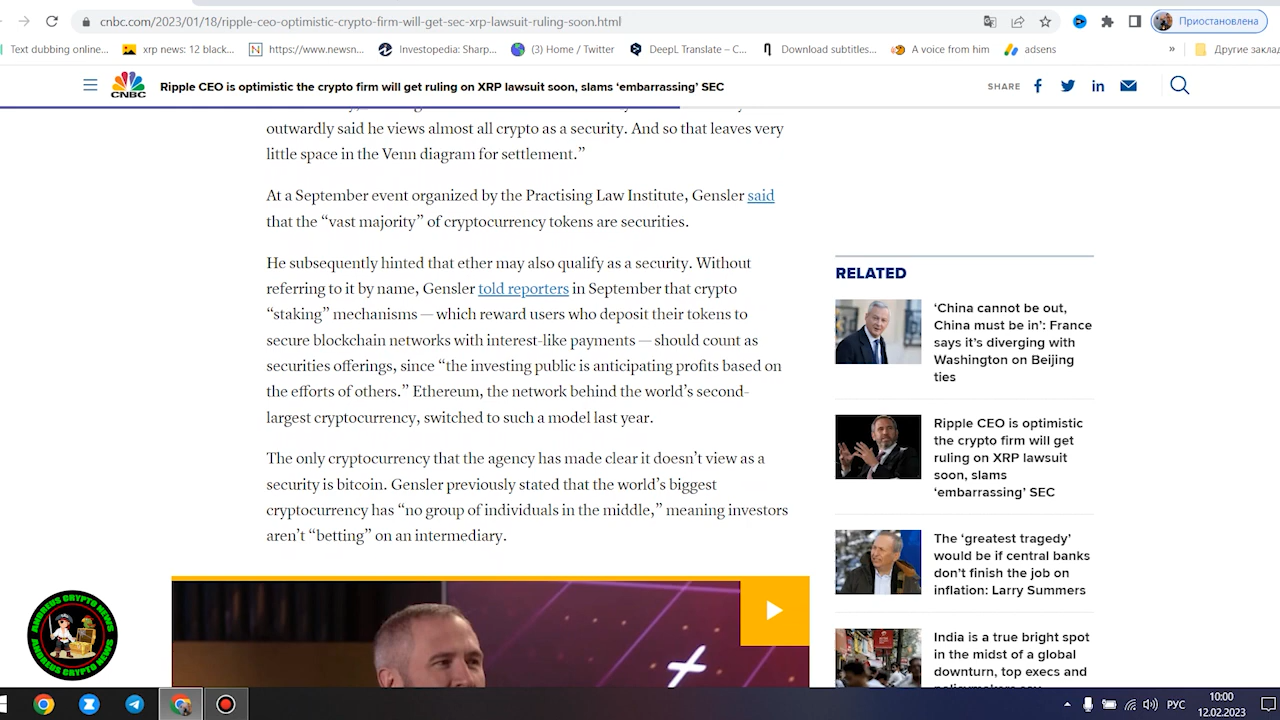 cnbc.com/2023/01/18/ripple-ceo-optimistic-crypto-firm-will-get-sec-xrp-lawsuit-ruling-soon.html
Приостановлена
Text dubbing online...
xrp news: 12 black...
https://www.newsn...
Investopedia: Sharp...
(3) Home / Twitter
DeepL Translate – C...
Download subtitles...
A voice from him
adsens
»
Другие закла
CNBC
Ripple CEO is optimistic the crypto firm will get ruling on XRP lawsuit soon, slams ‘embarrassing’ SEC
SHARE
outwardly said he views almost all crypto as a security. And so that leaves very
little space in the Venn diagram for settlement.”
At a September event organized by the Practising Law Institute, Gensler said
that the “vast majority” of cryptocurrency tokens are securities.
He subsequently hinted that ether may also qualify as a security. Without
referring to it by name, Gensler told reporters in September that crypto
“staking” mechanisms — which reward users who deposit their tokens to
secure blockchain networks with interest-like payments — should count as
securities offerings, since “the investing public is anticipating profits based on
the efforts of others.” Ethereum, the network behind the world’s second-
largest cryptocurrency, switched to such a model last year.
The only cryptocurrency that the agency has made clear it doesn’t view as a
security is bitcoin. Gensler previously stated that the world’s biggest
cryptocurrency has “no group of individuals in the middle,” meaning investors
aren’t “betting” on an intermediary.
RELATED
‘China cannot be out,
China must be in’: France
says it’s diverging with
Washington on Beijing
ties
Ripple CEO is optimistic
the crypto firm will get
ruling on XRP lawsuit
soon, slams
‘embarrassing’ SEC
The ‘greatest tragedy’
would be if central banks
don’t finish the job on
inflation: Larry Summers
India is a true bright spot
in the midst of a global
downturn, top execs and
ANDREUS CRYPTO NEWS
ANDREUS CRYPTO NEWS
РУС
10:00
12.02.2023